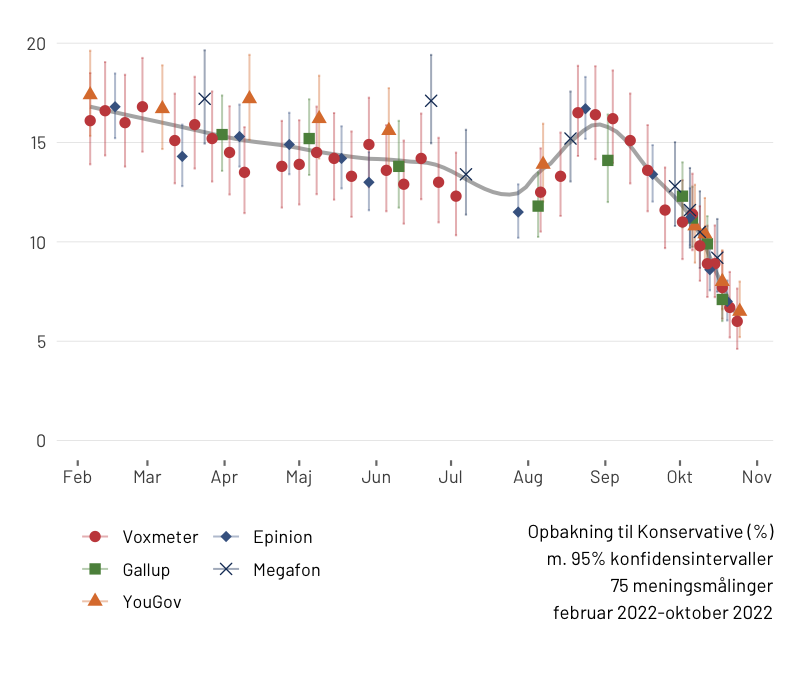 20
15
10
5
0
Feb Mar Apr Maj Jun Jul Aug Sep Okt Nov
Voxmeter Epinion
Gallup Megafon
YouGov
Opbakning til Konservative (%)
m. 95% konfidensintervaller
75 meningsmålinger
februar 2022-oktober 2022